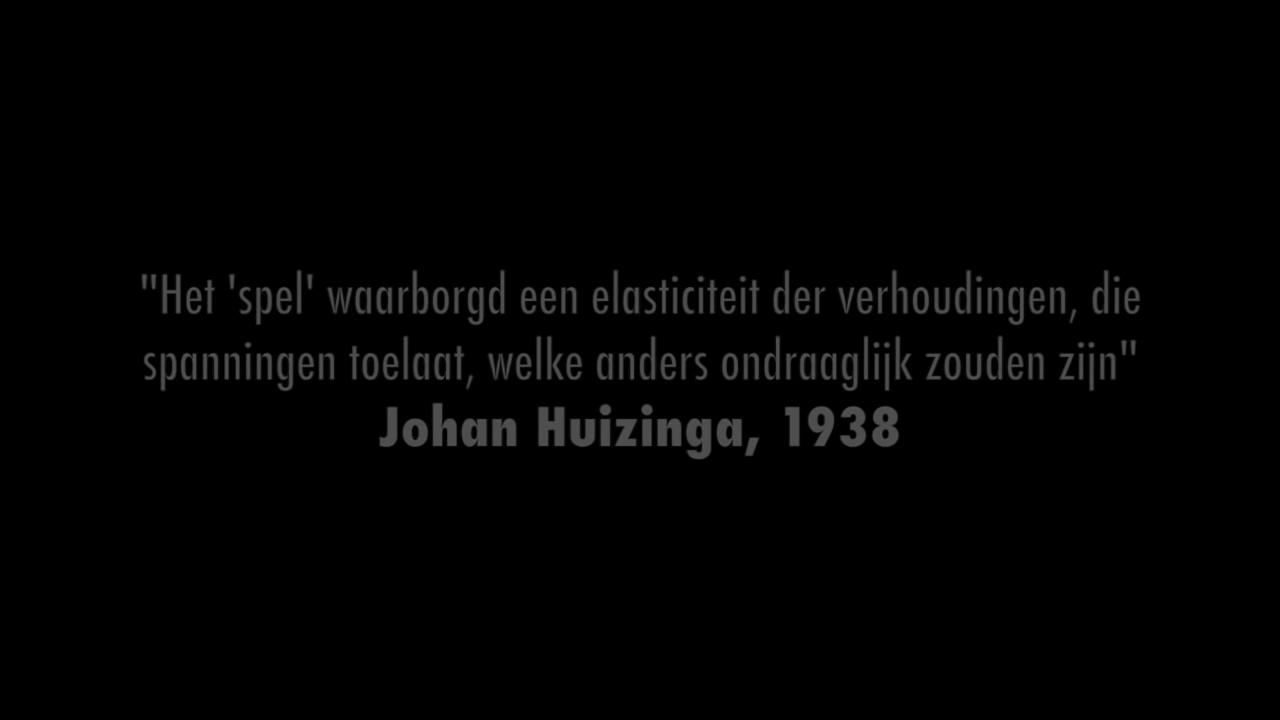 "Het 'spel' waarborgd een elasticiteit der verhoudingen, die
spanningen toelaat, welke anders ondraaglijk zouden zijn"
Johan Huizinga, 1938